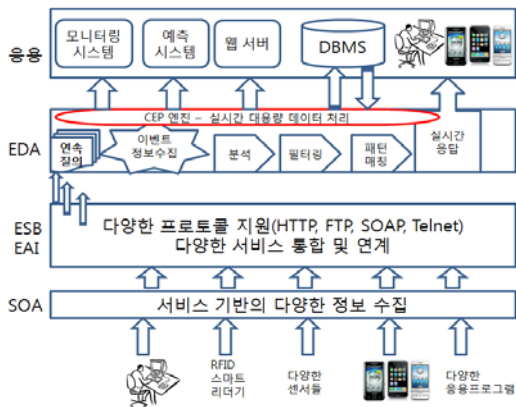 응용
모니터링
시스템
예측
시스템
웹 서버
DBMS
CEP 엔진 – 실시간 대용량 데이터 처리
EDA
연속
질의
이벤트
정보수집
분석
필터링
패턴
매칭
실시간
응답
ESB
EAI
다양한 프로토콜 지원(HTTP, FTP, SOAP, Telnet)
다양한 서비스 통합 및 연계
SOA
서비스 기반의 다양한 정보 수집
RFID
스마트
리더기
다양한
센서들
다양한
응용프로그램